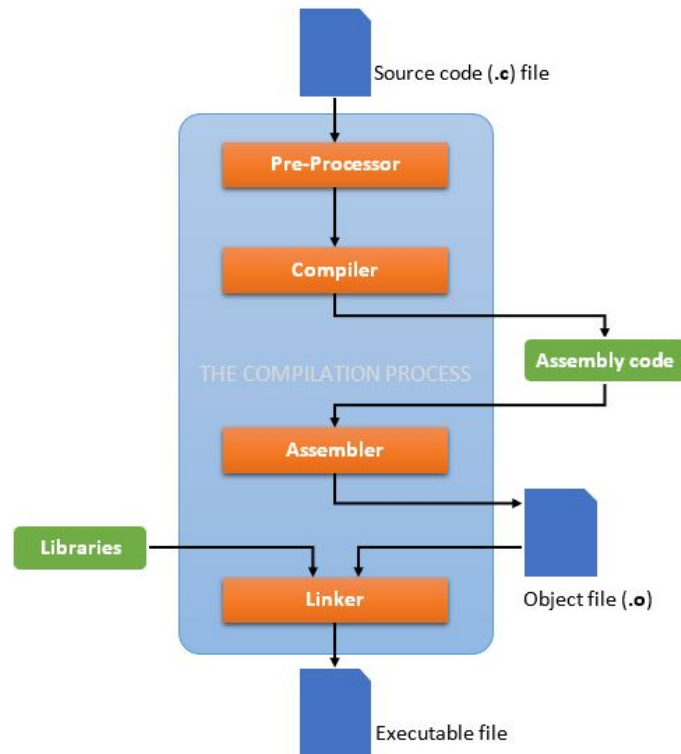 Source code (.c) file
Pre-Processor
Compiler
Assembly code
THE COMPILATION PROCESS
Assembler
Libraries
Linker
Object file (.o)
Executable file